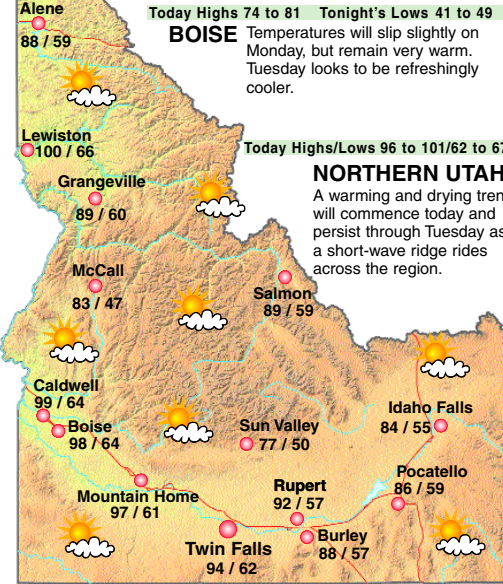 Alene
88 / 59
Today Highs 74 to 81 Tonight's Lows 41 to 49
BOISE
Temperatures will slip slightly on
Monday, but remain very warm.
Tuesday looks to be refreshingly
cooler.
Lewiston
100 / 66
Today Highs/Lows 96 to 101/62 to 67
NORTHERN UTAH
A warming and drying tren
will commence today and
persist through Tuesday as
a short-wave ridge rides
across the region.
Grangeville
89 / 60
McCall
83 / 47
Salmon
89 / 59
Caldwell
99 / 64
Boise
98 / 64
Sun Valley
77 / 50
Idaho Falls
84 / 55
Mountain Home
97 / 61
Rupert
92 / 57
Pocatello
86 / 59
Twin Falls
94 / 62
Burley
88 / 57